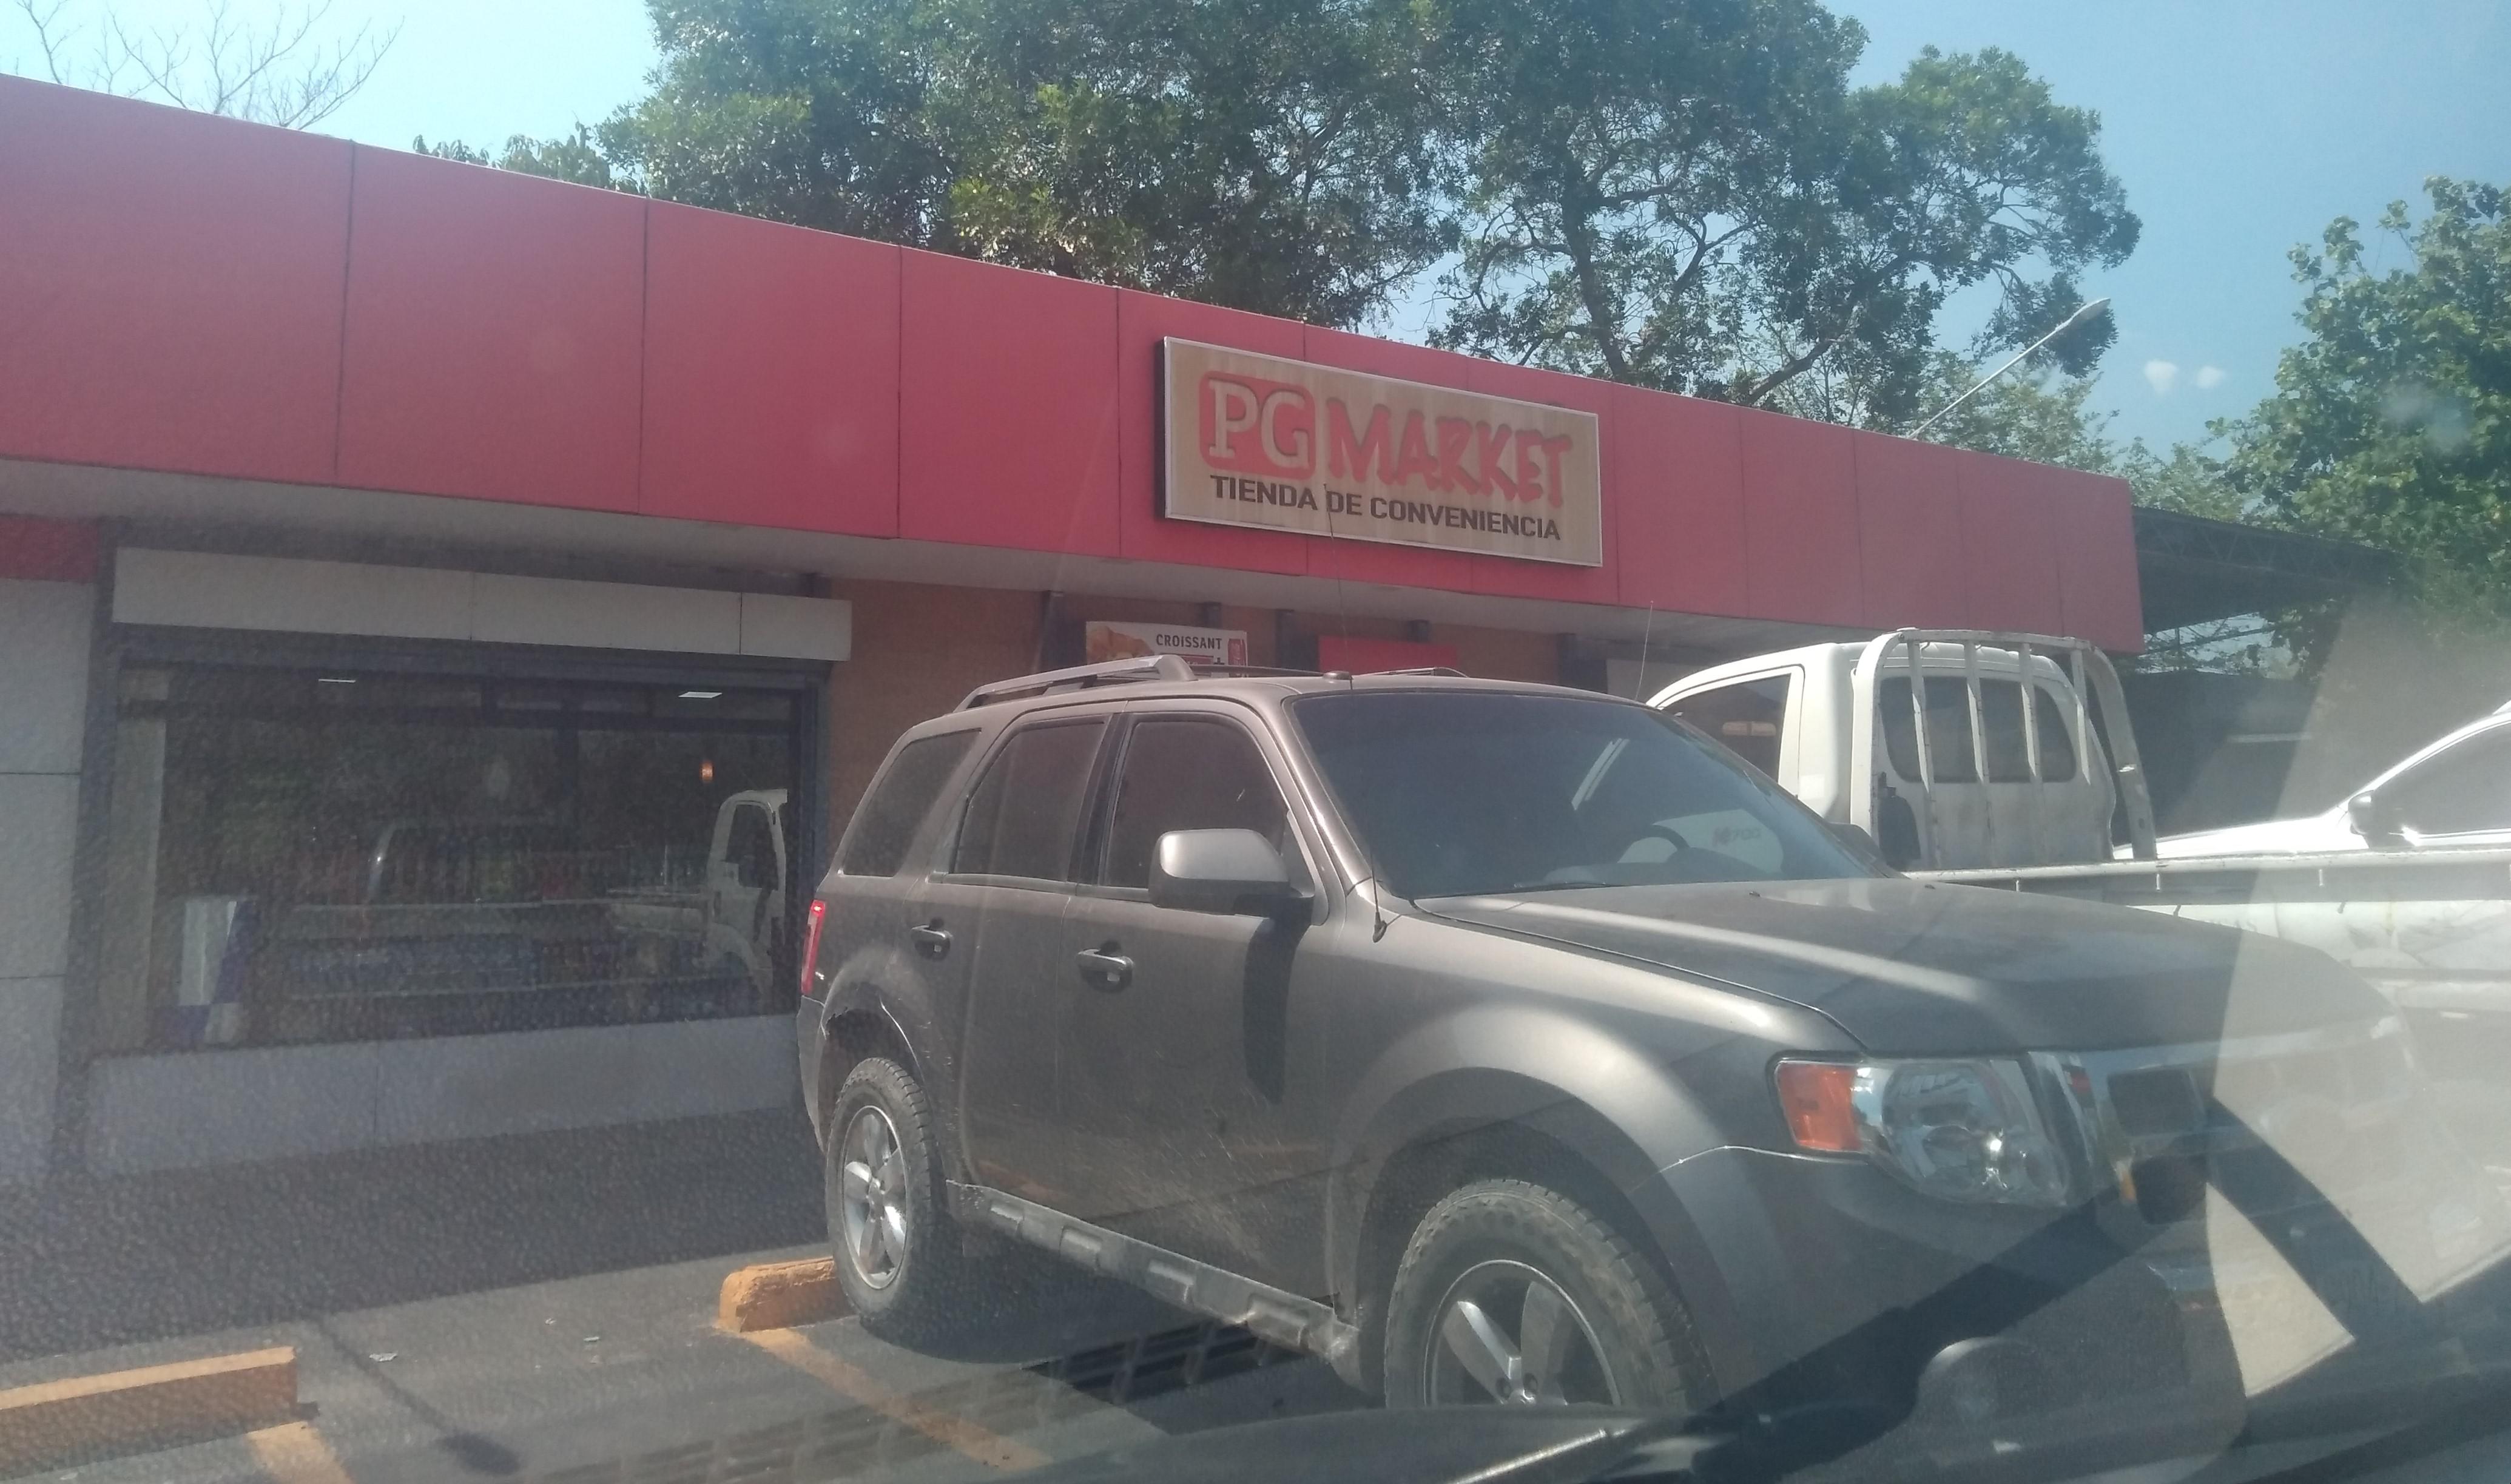 PG MARKET
TIENDA DE CONVENIENCIA
CROISSANT